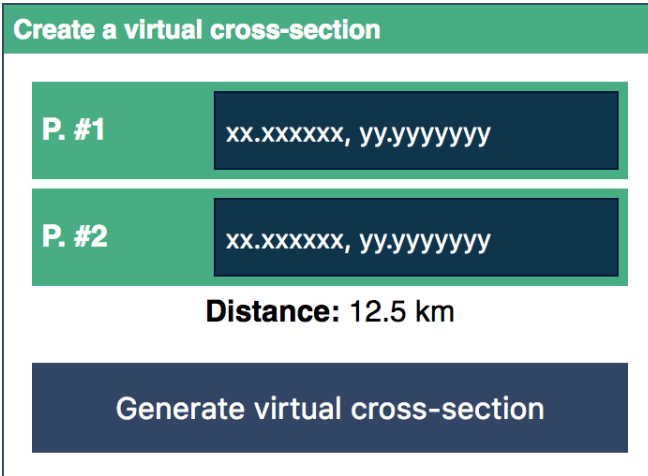 Create a virtual cross-section
P. #1 xx.xxxxxx, yy.yyyyyyy
P. #2 xx.xxxxxx, yy.yyyyyyy
Distance: 12.5 km
Generate virtual cross-section